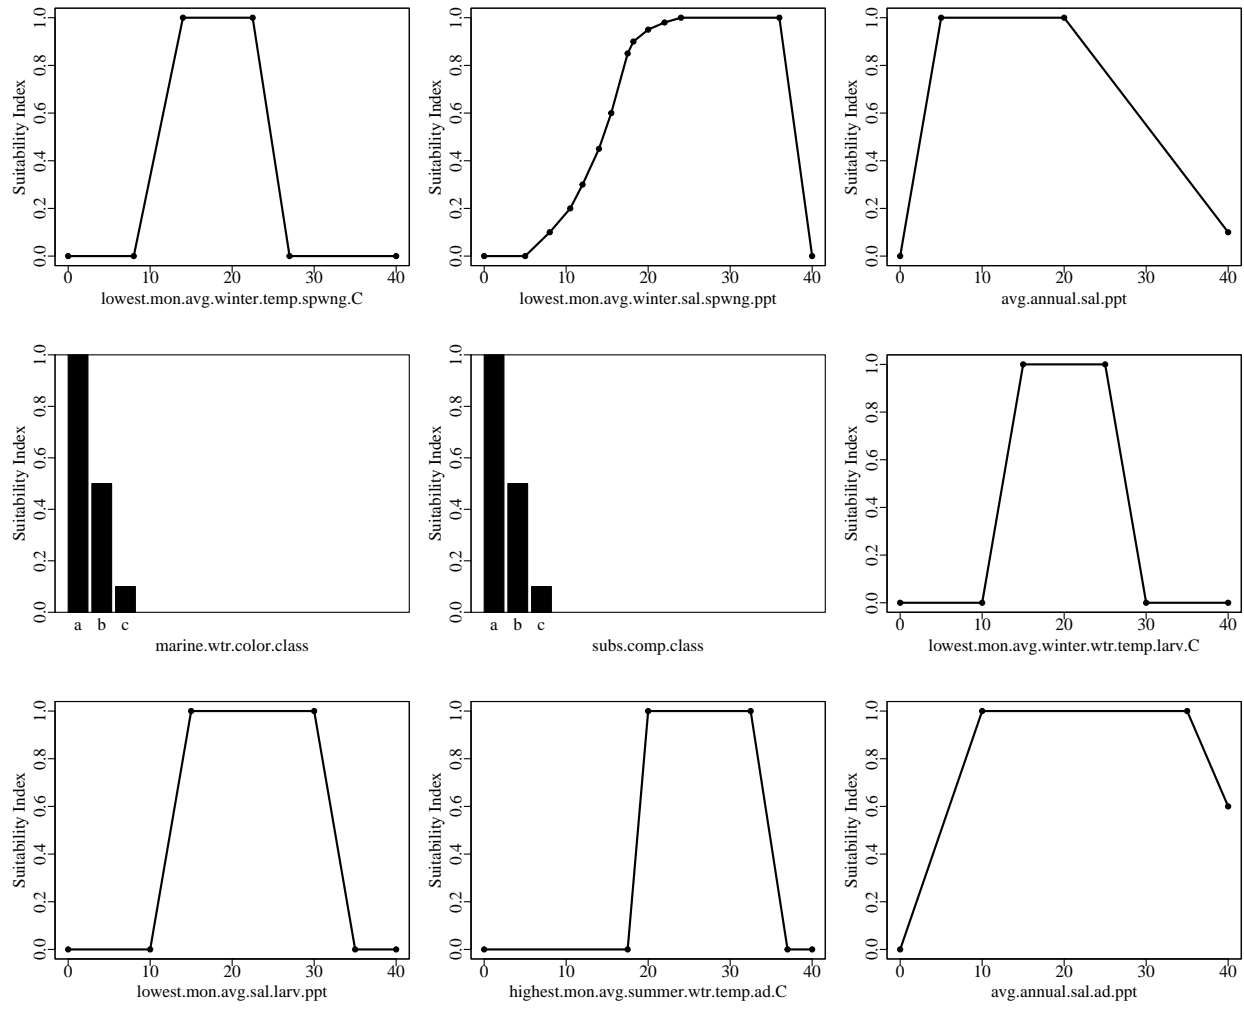 Suitability Index
0.0 0.2 0.4 0.6 0.8 1.0
0 10 20 30 40
lowest.mon.avg.winter.temp.spwng.C
Suitability Index
0.0 0.2 0.4 0.6 0.8 1.0
0 10 20 30 40
lowest.mon.avg.winter.sal.spwng.ppt
Suitability Index
0.0 0.2 0.4 0.6 0.8 1.0
0 10 20 30 40
avg.annual.sal.ppt
Suitability Index
0.0 0.2 0.4 0.6 0.8 1.0
a b c
marine.wtr.color.class
Suitability Index
0.0 0.2 0.4 0.6 0.8 1.0
a b c
subs.comp.class
Suitability Index
0.0 0.2 0.4 0.6 0.8 1.0
0 10 20 30 40
lowest.mon.avg.winter.wtr.temp.larv.C
Suitability Index
0.0 0.2 0.4 0.6 0.8 1.0
0 10 20 30 40
lowest.mon.avg.sal.larv.ppt
Suitability Index
0.0 0.2 0.4 0.6 0.8 1.0
0 10 20 30 40
highest.mon.avg.summer.wtr.temp.ad.C
Suitability Index
0.0 0.2 0.4 0.6 0.8 1.0
0 10 20 30 40
avg.annual.sal.ad.ppt